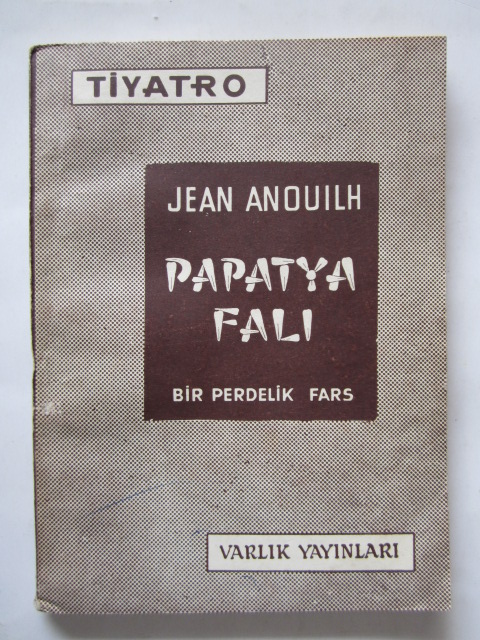 TİYATRO
JEAN ANOUILH
PAPATYA
FALI
BİR PERDELİK FARS
VARLIK YAYINLARI